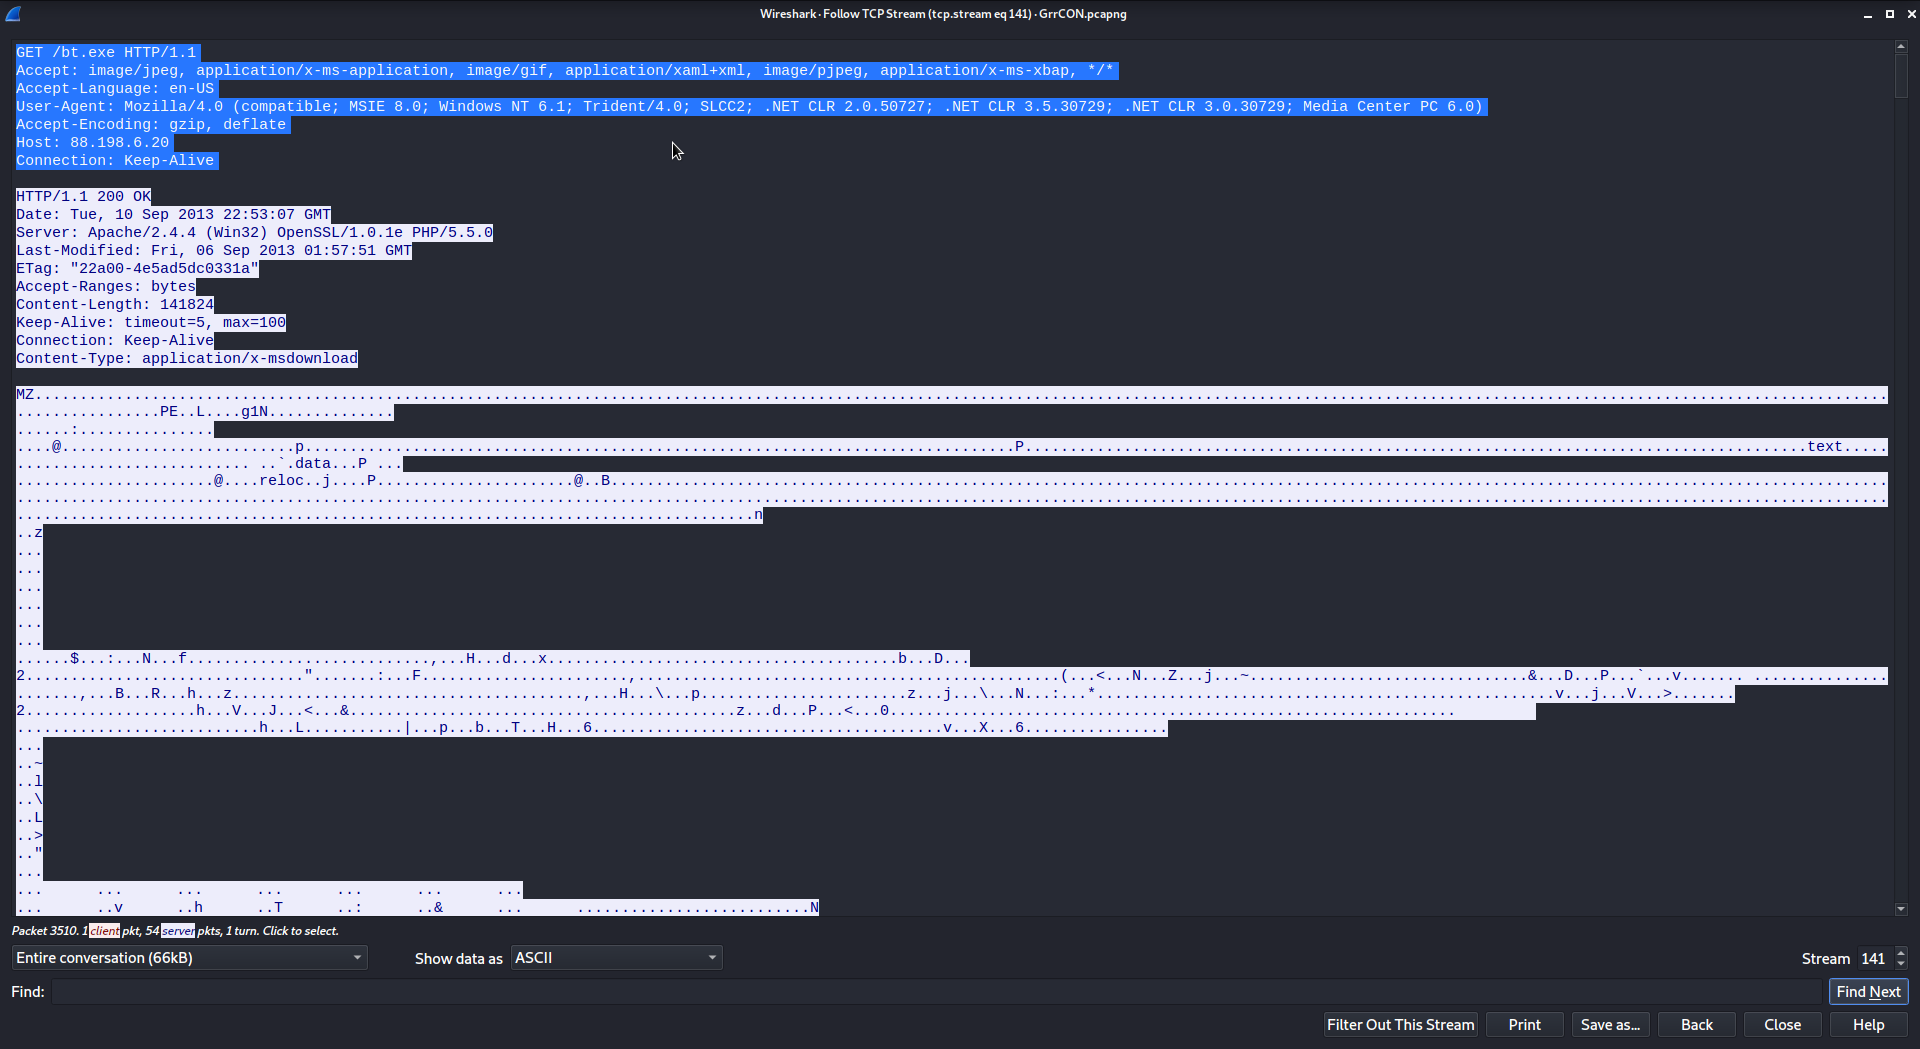 Wireshark · Follow TCP Stream (tcp.stream eq 141) · GrrCON.pcapng
GET /bt.exe HTTP/1.1
Accept: image/jpeg, application/x-ms-application, image/gif, application/xaml+xml, image/pjpeg, application/x-ms-xbap, */*
Accept-Language: en-US
User-Agent: Mozilla/4.0 (compatible; MSIE 8.0; Windows NT 6.1; Trident/4.0; SLCC2; .NET CLR 2.0.50727; .NET CLR 3.5.30729; .NET CLR 3.0.30729; Media Center PC 6.0)
Accept-Encoding: gzip, deflate
Host: 88.198.6.20
Connection: Keep-Alive
HTTP/1.1 200 OK
Date: Tue, 10 Sep 2013 22:53:07 GMT
Server: Apache/2.4.4 (Win32) OpenSSL/1.0.1e PHP/5.5.0
Last-Modified: Fri, 06 Sep 2013 01:57:51 GMT
ETag: "22a00-4e5ad5dc0331a"
Accept-Ranges: bytes
Content-Length: 141824
Keep-Alive: timeout=5, max=100
Connection: Keep-Alive
Content-Type: application/x-msdownload
MZ
................PE..L....g1N..............
......:...............
....@...........................p P text.....
.......................... ..`.data...P ...
......................@....reloc..j....P......................@..B
n
..z
...
...
...
...
...
...
......$...:...N...f...........................,...H...d...x.......................................b...D...
2 ".......:...F , (...<...N...Z...j...~ &...D...P...`...v.......
.......,...B...R...h...z ,...H...\...p z...j...\...N...:...* v...j...V...>.......
2...................h...V...J...<...& z...d...P...<...0
...........................h...L...........|...p...b...T...H...6 v...X...6................
...
..~
..l
..\
..L
..>
.."
...
... ... ... ... ... ... ...
... ..v ..h ..T ..: ..& ... ..........................N
Packet 3510. 1 client pkt, 54 server pkts, 1 turn. Click to select.
Entire conversation (66kB) Show data as ASCII Stream 141
Find: Find Next
Filter Out This Stream Print Save as... Back Close Help